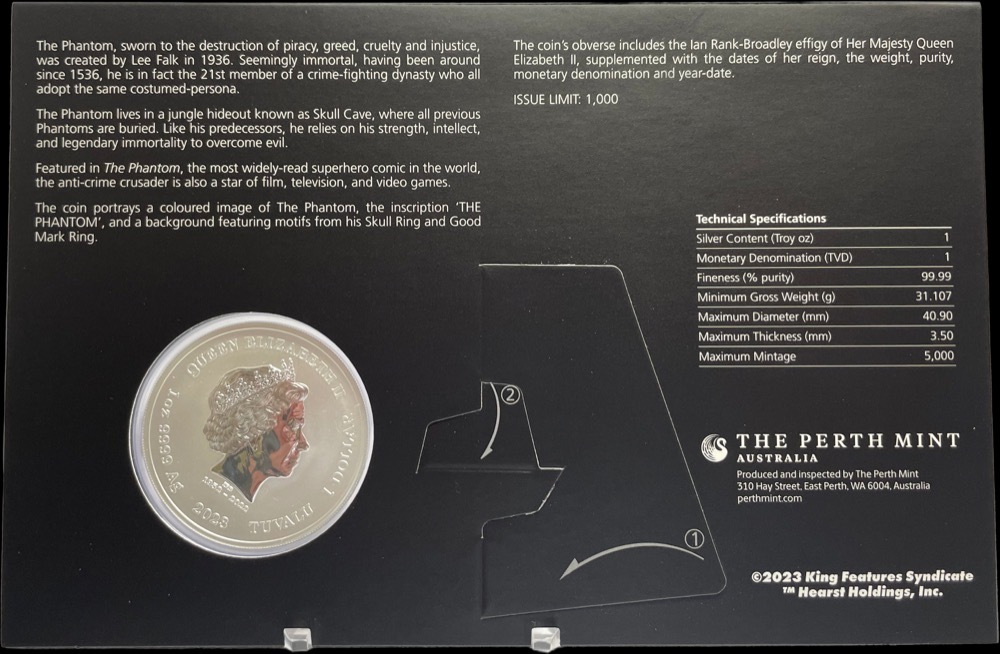 The Phantom, sworn to the destruction of piracy, greed, cruelty and injustice,
was created by Lee Falk in 1936. Seemingly immortal, having been around
since 1536, he is in fact the 21st member of a crime-fighting dynasty who all
adopt the same costumed-persona.
The Phantom lives in a jungle hideout known as Skull Cave, where all previous
Phantoms are buried. Like his predecessors, he relies on his strength, intellect,
and legendary immortality to overcome evil.
Featured in The Phantom, the most widely-read superhero comic in the world,
the anti-crime crusader is also a star of film, television, and video games.
The coin portrays a coloured image of The Phantom, the inscription ‘THE
PHANTOM’, and a background featuring motifs from his Skull Ring and Good
Mark Ring.
The coin’s obverse includes the Ian Rank-Broadley effigy of Her Majesty Queen
Elizabeth II, supplemented with the dates of her reign, the weight, purity,
monetary denomination and year-date.
ISSUE LIMIT: 1,000
Technical Specifications
Silver Content (Troy oz) 1
Monetary Denomination (TVD) 1
Fineness (% purity) 99.99
Minimum Gross Weight (g) 31.107
Maximum Diameter (mm) 40.90
Maximum Thickness (mm) 3.50
Maximum Mintage 5,000
QUEEN ELIZABETH II
1 DOLLAR
TUVALU
2023
1oz 9999 Ag
1952-2022
2
1
THE PERTH MINT
AUSTRALIA
Produced and inspected by The Perth Mint
310 Hay Street, East Perth, WA 6004, Australia
perthmint.com
©2023 King Features Syndicate
™ Hearst Holdings, Inc.